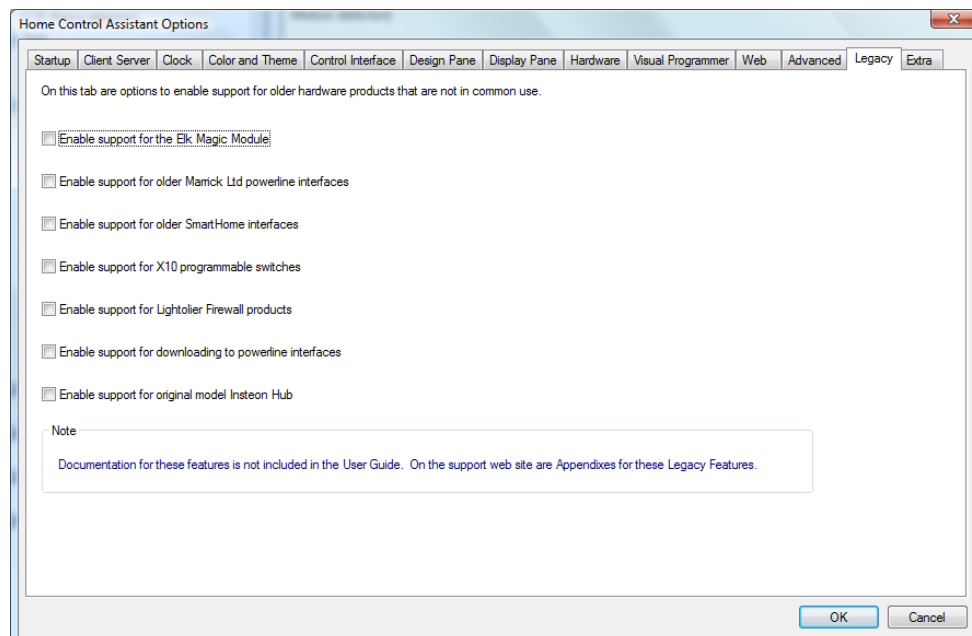 Home Control Assistant Options
Startup Client Server Clock Color and Theme Control Interface Design Pane Display Pane Hardware Visual Programmer Web Advanced Legacy Extra
On this tab are options to enable support for older hardware products that are not in common use.
Enable support for the Elk Magic Module
Enable support for older Marrick Ltd powerline interfaces
Enable support for older SmartHome interfaces
Enable support for X10 programmable switches
Enable support for Lightolier Firewall products
Enable support for downloading to powerline interfaces
Enable support for original model Insteon Hub
Note
Documentation for these features is not included in the User Guide. On the support web site are Appendixes for these Legacy Features.
OK Cancel